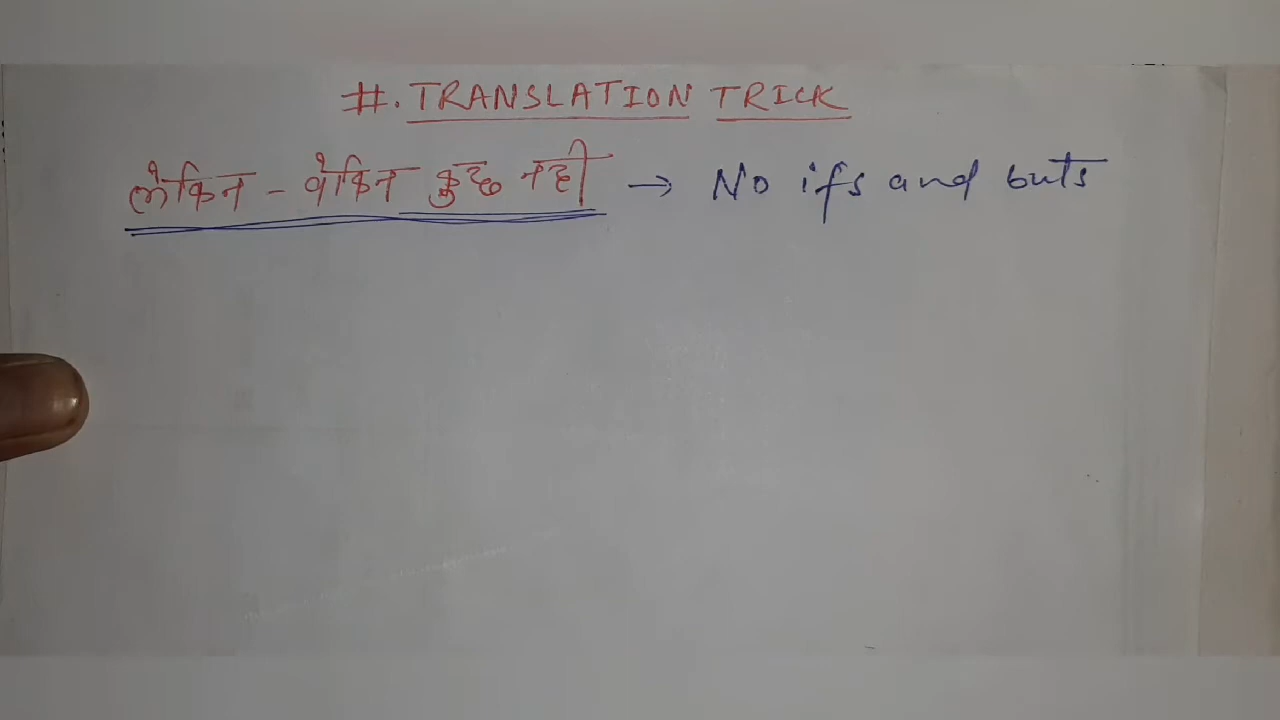 #. TRANSLATION TRICK
लेकिन - वेकिन कुछ नही → No ifs and buts